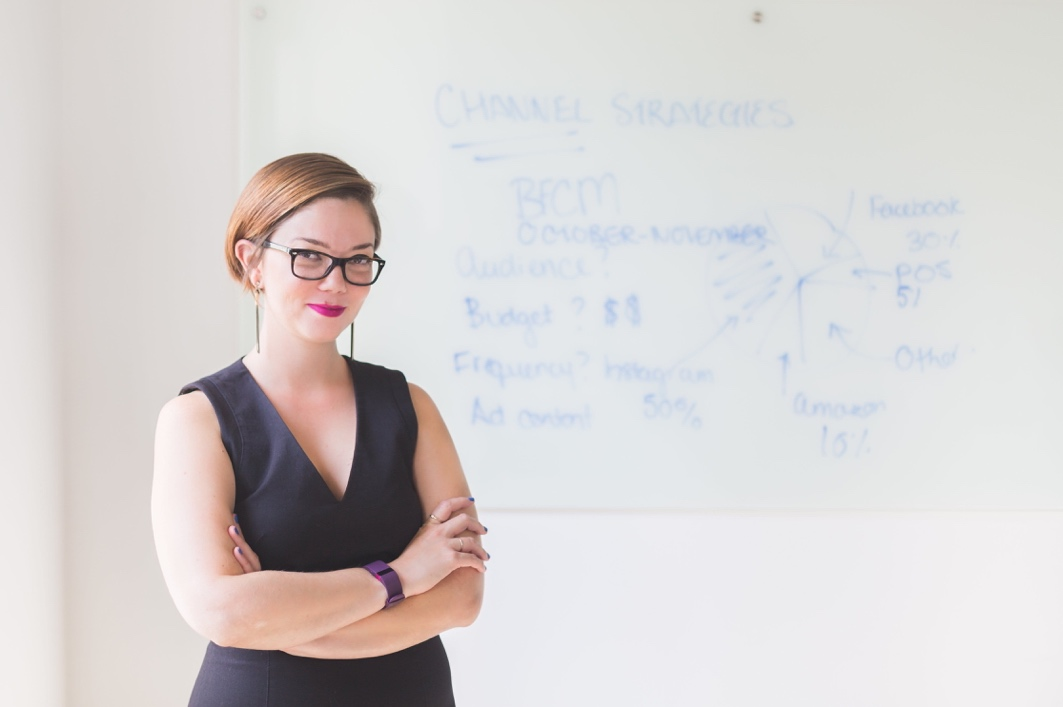 CHANNEL STRATEGIES
BFCM
OCTOBER-NOVEMBER
Audience?
Budget? $$
Frequency?
Ad content
Instagram
50%
Facebook
30%
POS
5%
Other
Amazon
10%